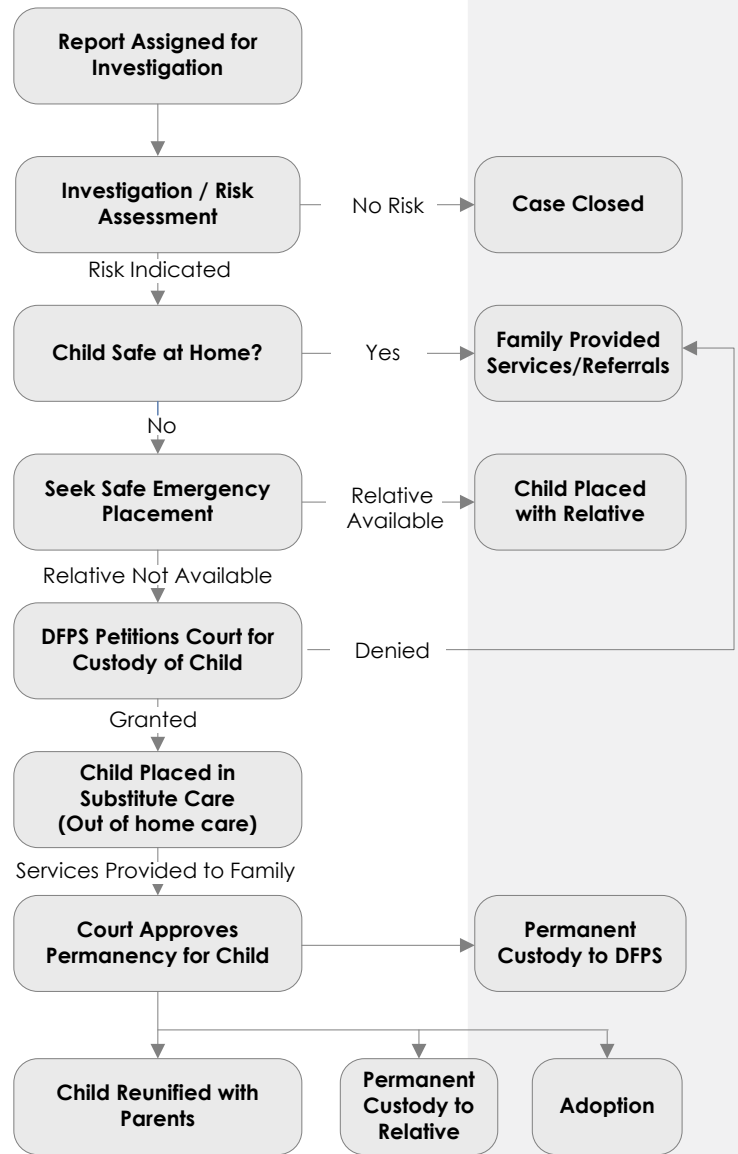 Report Assigned for
Investigation
Investigation / Risk
Assessment
No Risk
Case Closed
Risk Indicated
Child Safe at Home?
Yes
Family Provided
Services/Referrals
No
Seek Safe Emergency
Placement
Relative
Available
Child Placed
with Relative
Relative Not Available
DFPS Petitions Court for
Custody of Child
Denied
Granted
Child Placed in
Substitute Care
(Out of home care)
Services Provided to Family
Court Approves
Permanency for Child
Permanent
Custody to DFPS
Child Reunified with
Parents
Permanent
Custody to
Relative
Adoption